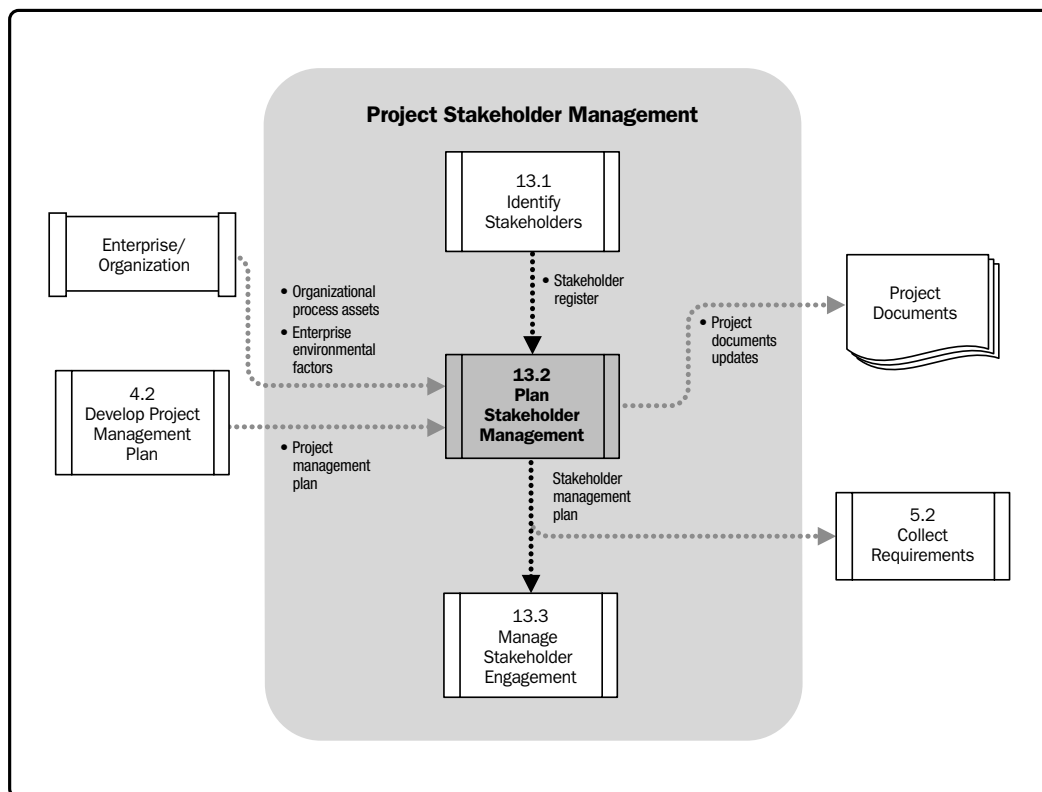 Project Stakeholder Management
13.1
Identify
Stakeholders
Enterprise/
Organization
• Organizational
process assets
• Enterprise
environmental
factors
• Stakeholder
register
• Project
documents
updates
Project
Documents
4.2
Develop Project
Management
Plan
• Project
management
plan
13.2
Plan
Stakeholder
Management
Stakeholder
management
plan
5.2
Collect
Requirements
13.3
Manage
Stakeholder
Engagement